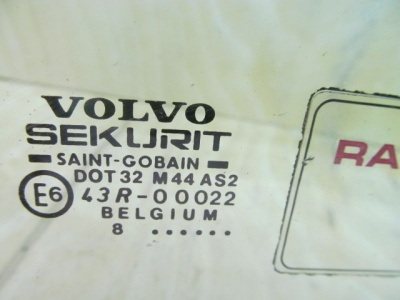 VOLVO
SEKURIT
SAINT-GOBAIN
DOT 32 M44 AS2
E6 43R-00022
BELGIUM
8 ......
RA